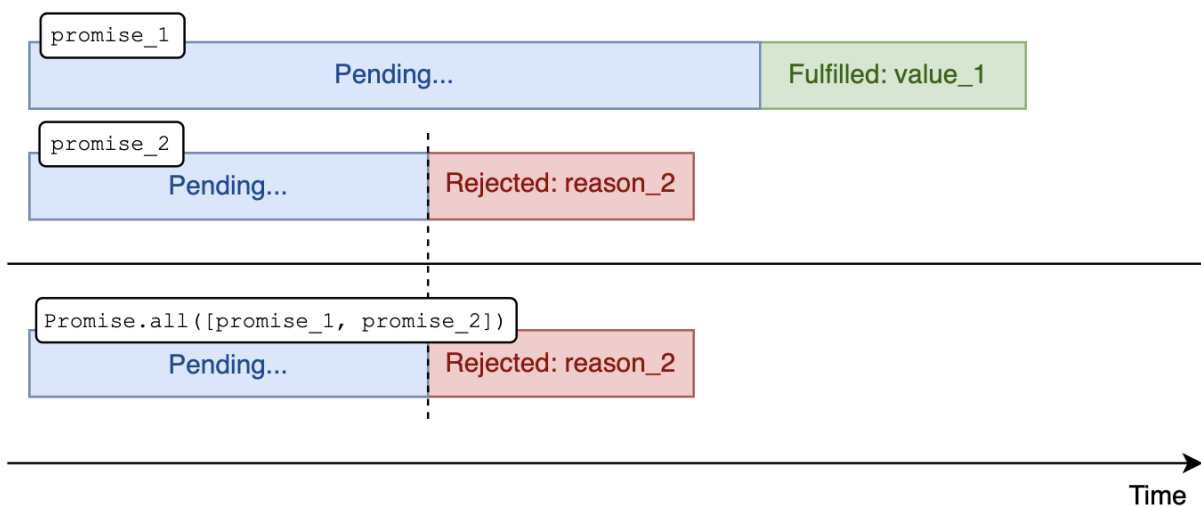 promise_1
Pending...
Fulfilled: value_1
promise_2
Pending...
Rejected: reason_2
Promise.all([promise_1, promise_2])
Pending...
Rejected: reason_2
Time